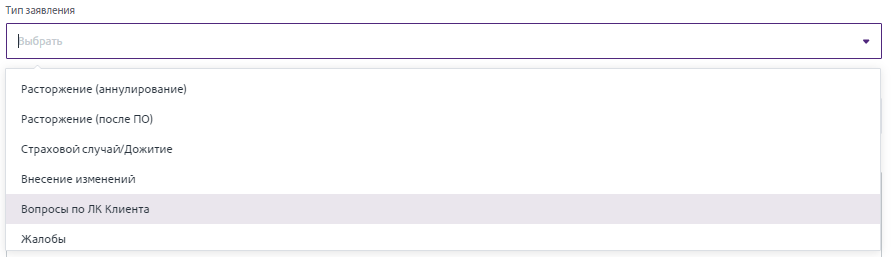 Тип заявления
Выбрать
Расторжение (аннулирование)
Расторжение (после ПО)
Страховой случай/Дожитие
Внесение изменений
Вопросы по ЛК Клиента
Жалобы